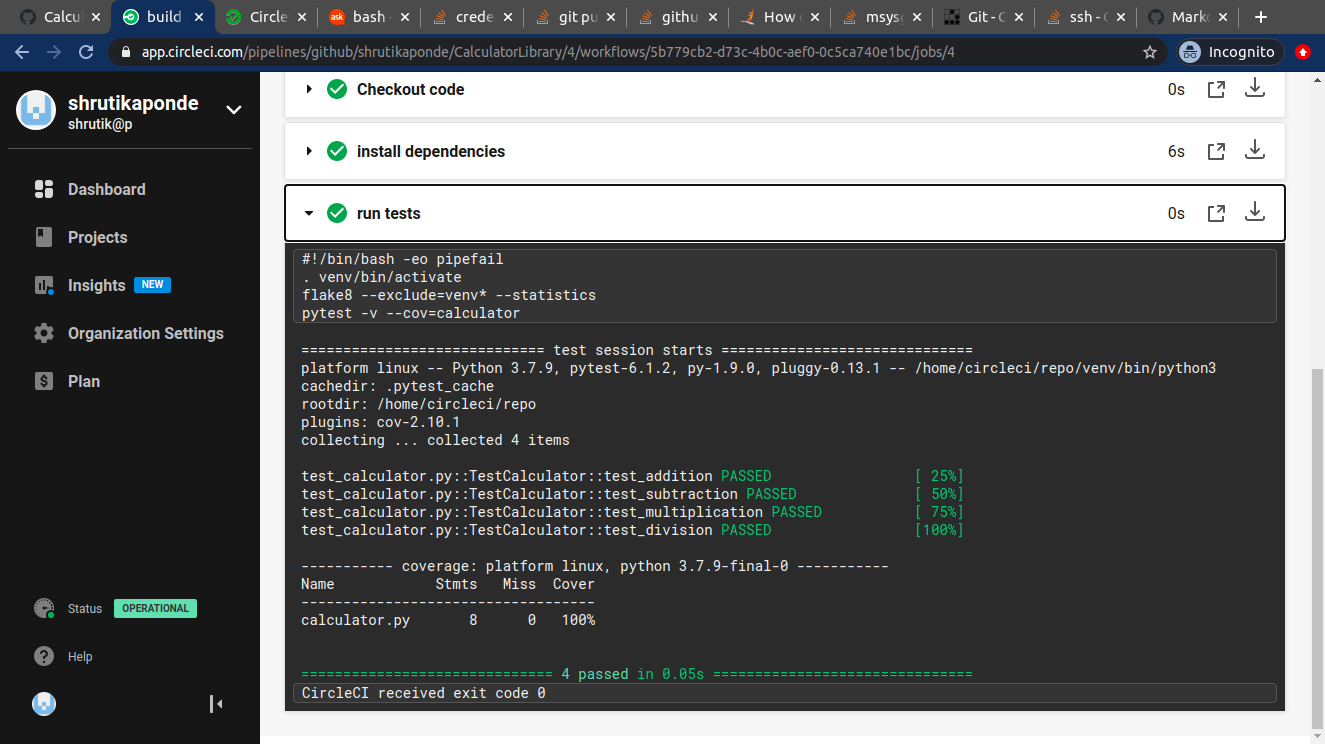 Calcu
build
Circle
bash
crede
git pu
githu
How
msys
Git - C
ssh -
Mark
app.circleci.com/pipelines/github/shrutikaponde/CalculatorLibrary/4/workflows/5b779cb2-d73c-4b0c-aef0-0c5ca740e1bc/jobs/4
Incognito
shrutikaponde
shrutik@p
Dashboard
Projects
Insights NEW
Organization Settings
Plan
Status OPERATIONAL
Help
Checkout code 0s
install dependencies 6s
run tests 0s
#!/bin/bash -eo pipefail
. venv/bin/activate
flake8 --exclude=venv* --statistics
pytest -v --cov=calculator
============================= test session starts ==============================
platform linux -- Python 3.7.9, pytest-6.1.2, py-1.9.0, pluggy-0.13.1 -- /home/circleci/repo/venv/bin/python3
cachedir: .pytest_cache
rootdir: /home/circleci/repo
plugins: cov-2.10.1
collecting ... collected 4 items
test_calculator.py::TestCalculator::test_addition PASSED [ 25%]
test_calculator.py::TestCalculator::test_subtraction PASSED [ 50%]
test_calculator.py::TestCalculator::test_multiplication PASSED [ 75%]
test_calculator.py::TestCalculator::test_division PASSED [100%]
----------- coverage: platform linux, python 3.7.9-final-0 -----------
Name Stmts Miss Cover
-----------------------------------
calculator.py 8 0 100%
============================== 4 passed in 0.05s ===============================
CircleCI received exit code 0